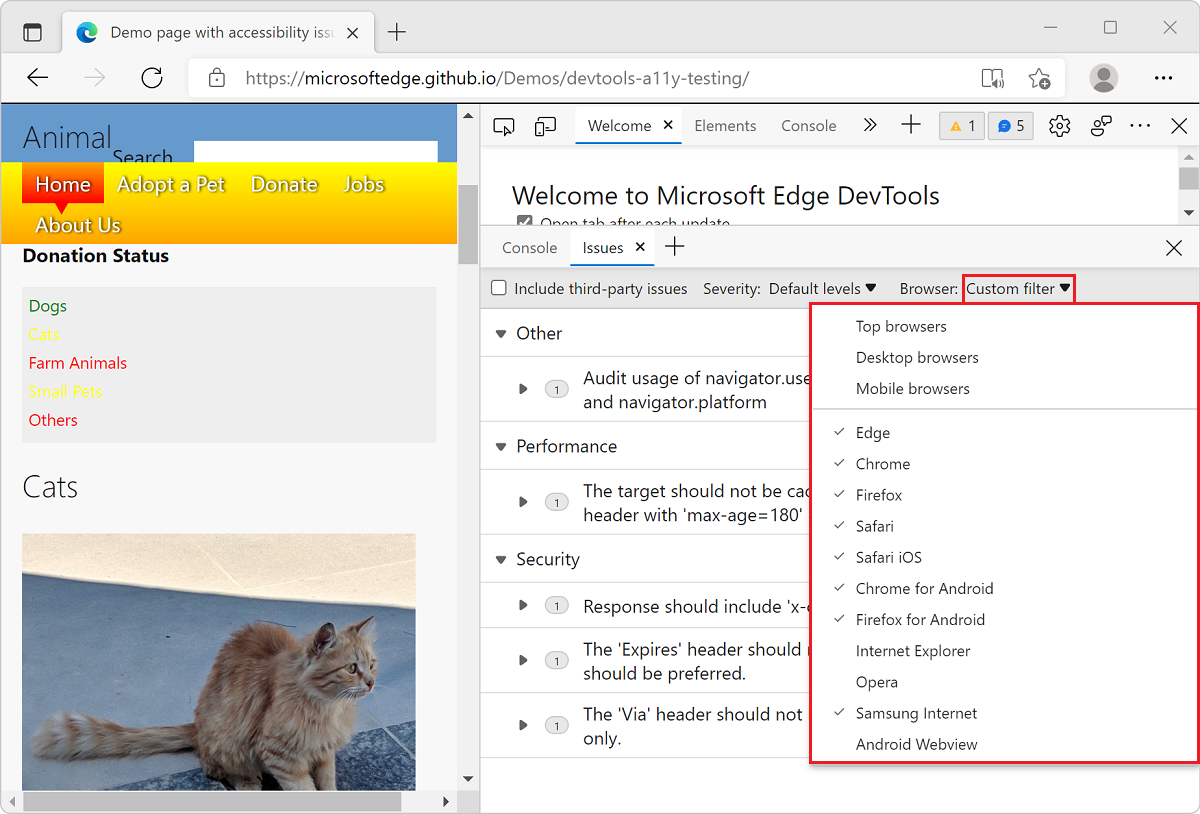 Demo page with accessibility issu
https://microsoftedge.github.io/Demos/devtools-a11y-testing/
Animal
Search
Home
Adopt a Pet
Donate
Jobs
About Us
Donation Status
Dogs
Cats
Farm Animals
Small Pets
Others
Cats
Welcome
Elements
Console
1
5
Welcome to Microsoft Edge DevTools
Open tab after each update
Console
Issues
Include third-party issues
Severity: Default levels
Browser: Custom filter
Other
1
Audit usage of navigator.use
and navigator.platform
Performance
1
The target should not be cac
header with 'max-age=180'
Security
1
Response should include 'x-c
1
The 'Expires' header should
should be preferred.
1
The 'Via' header should not
only.
Top browsers
Desktop browsers
Mobile browsers
Edge
Chrome
Firefox
Safari
Safari iOS
Chrome for Android
Firefox for Android
Internet Explorer
Opera
Samsung Internet
Android Webview